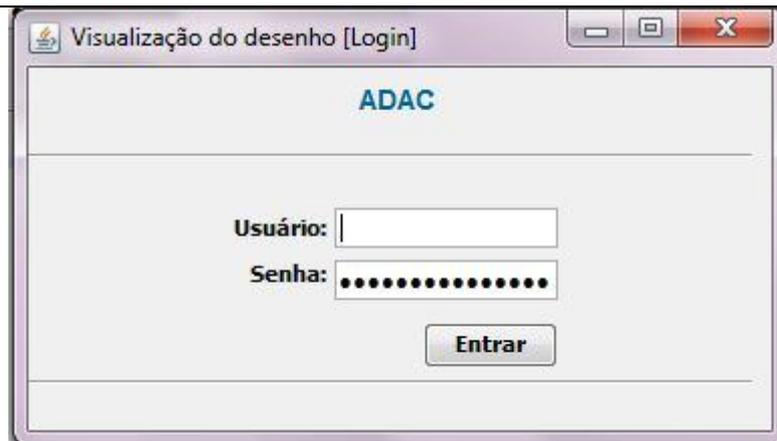 Visualização do desenho [Login]
ADAC
Usuário:
Senha: •••••••••••••••
Entrar